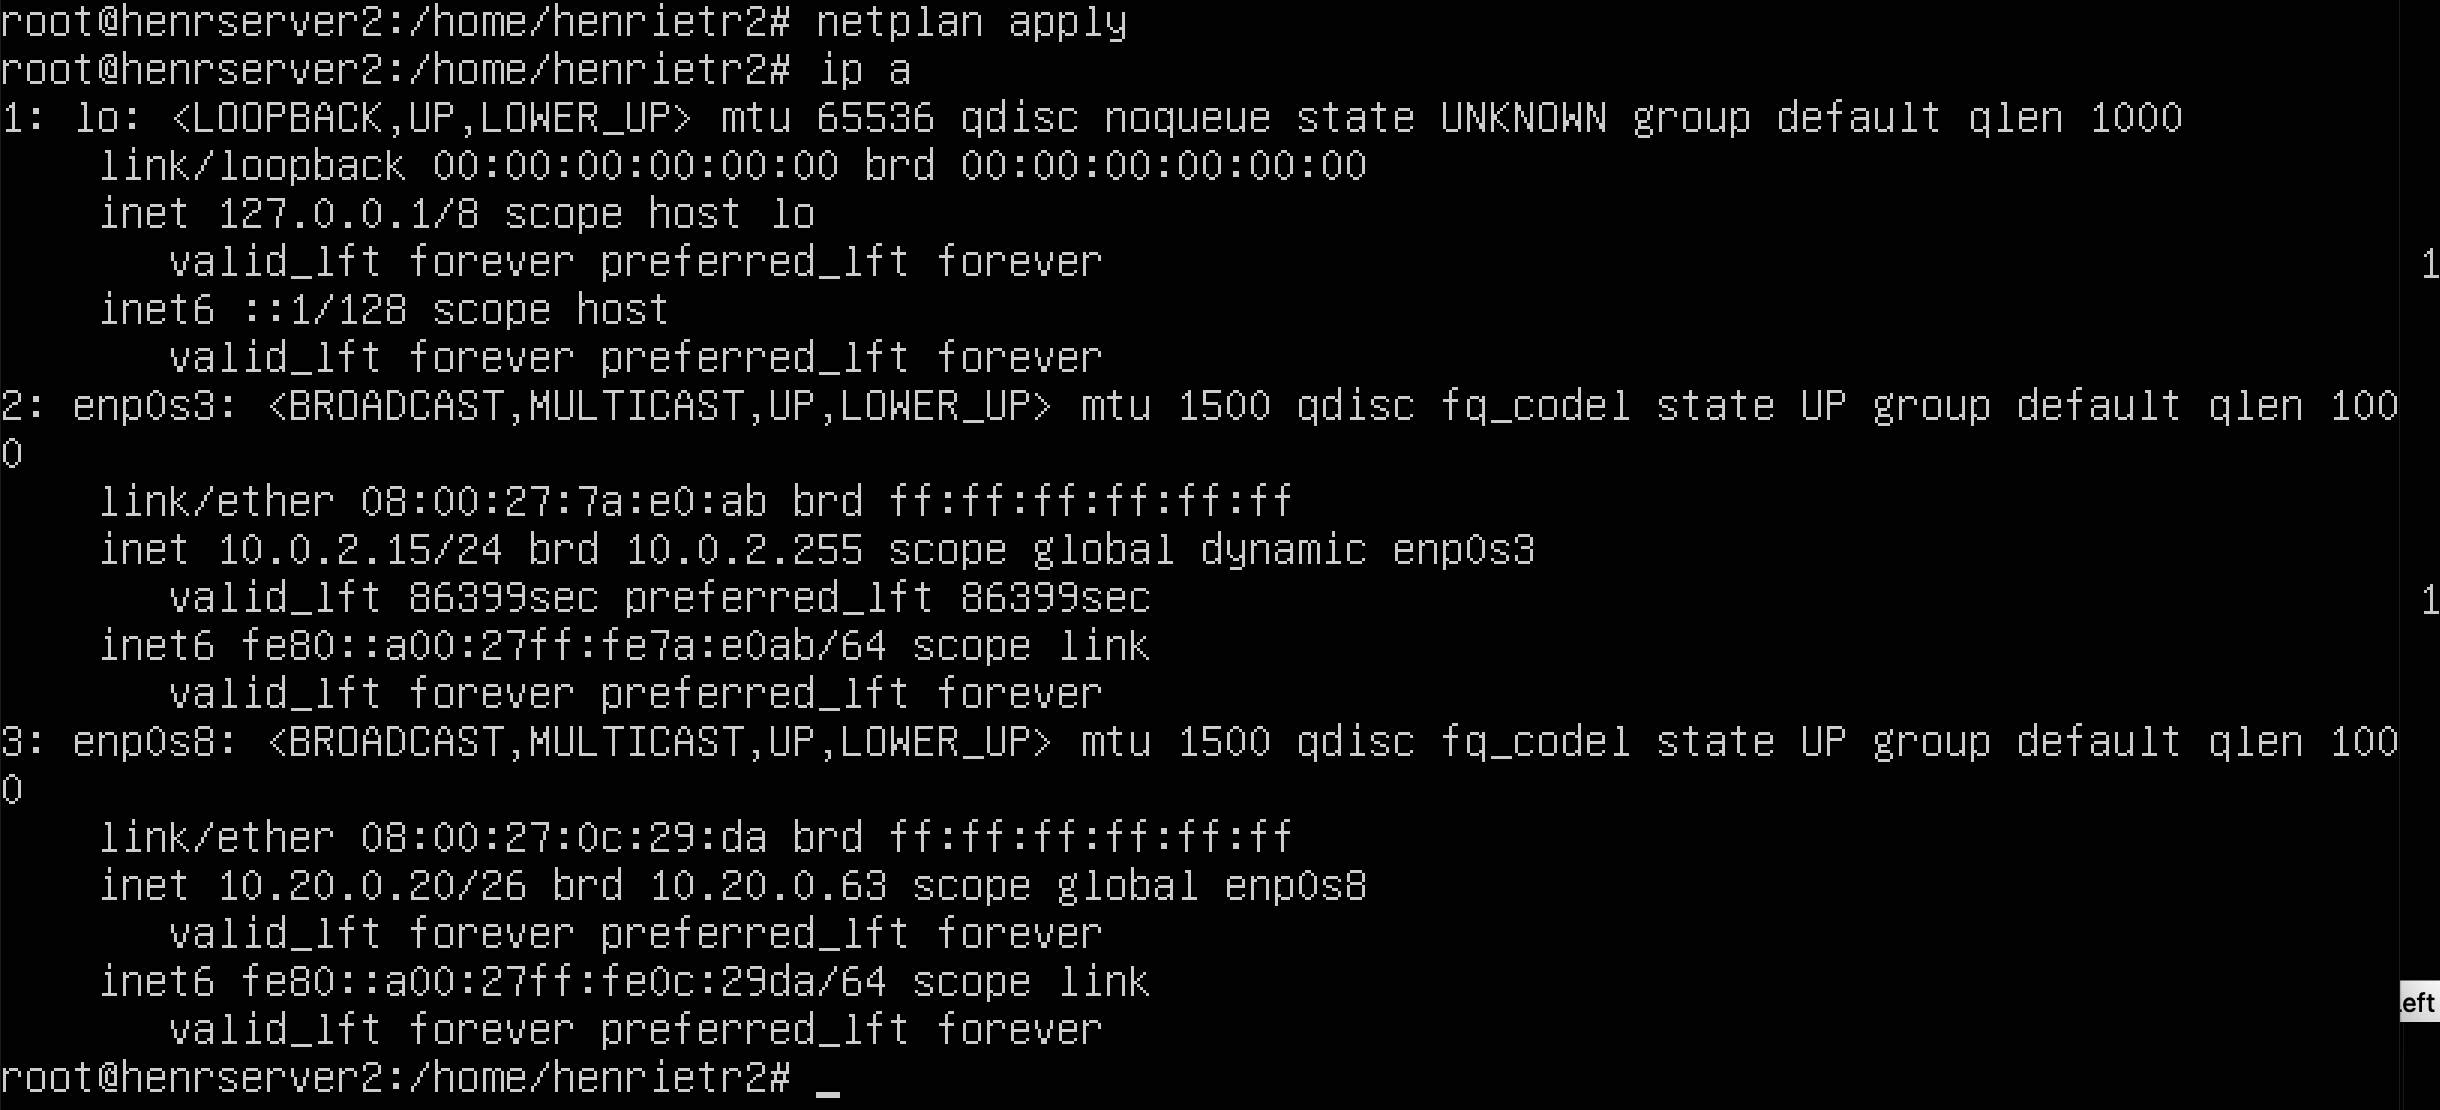 root@henrserver2:/home/henrietr2# netplan apply
root@henrserver2:/home/henrietr2# ip a
1: lo: <LOOPBACK,UP,LOWER_UP> mtu 65536 qdisc noqueue state UNKNOWN group default qlen 1000
    link/loopback 00:00:00:00:00:00 brd 00:00:00:00:00:00
    inet 127.0.0.1/8 scope host lo
       valid_lft forever preferred_lft forever
1
    inet6 ::1/128 scope host
       valid_lft forever preferred_lft forever
2: enp0s3: <BROADCAST,MULTICAST,UP,LOWER_UP> mtu 1500 qdisc fq_codel state UP group default qlen 100
0
    link/ether 08:00:27:7a:e0:ab brd ff:ff:ff:ff:ff:ff
    inet 10.0.2.15/24 brd 10.0.2.255 scope global dynamic enp0s3
       valid_lft 86399sec preferred_lft 86399sec
1
    inet6 fe80::a00:27ff:fe7a:e0ab/64 scope link
       valid_lft forever preferred_lft forever
3: enp0s8: <BROADCAST,MULTICAST,UP,LOWER_UP> mtu 1500 qdisc fq_codel state UP group default qlen 100
0
    link/ether 08:00:27:0c:29:da brd ff:ff:ff:ff:ff:ff
    inet 10.20.0.20/26 brd 10.20.0.63 scope global enp0s8
       valid_lft forever preferred_lft forever
    inet6 fe80::a00:27ff:fe0c:29da/64 scope link
       valid_lft forever preferred_lft forever
eft
root@henrserver2:/home/henrietr2# _